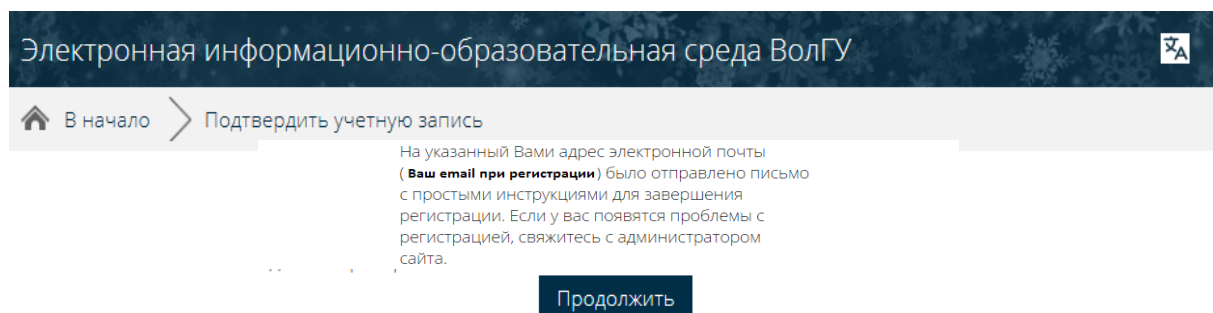 Электронная информационно-образовательная среда ВолГУ
В начало Подтвердить учетную запись
На указанный Вами адрес электронной почты
( Ваш email при регистрации) было отправлено письмо
с простыми инструкциями для завершения
регистрации. Если у вас появятся проблемы с
регистрацией, свяжитесь с администратором
сайта.
Продолжить